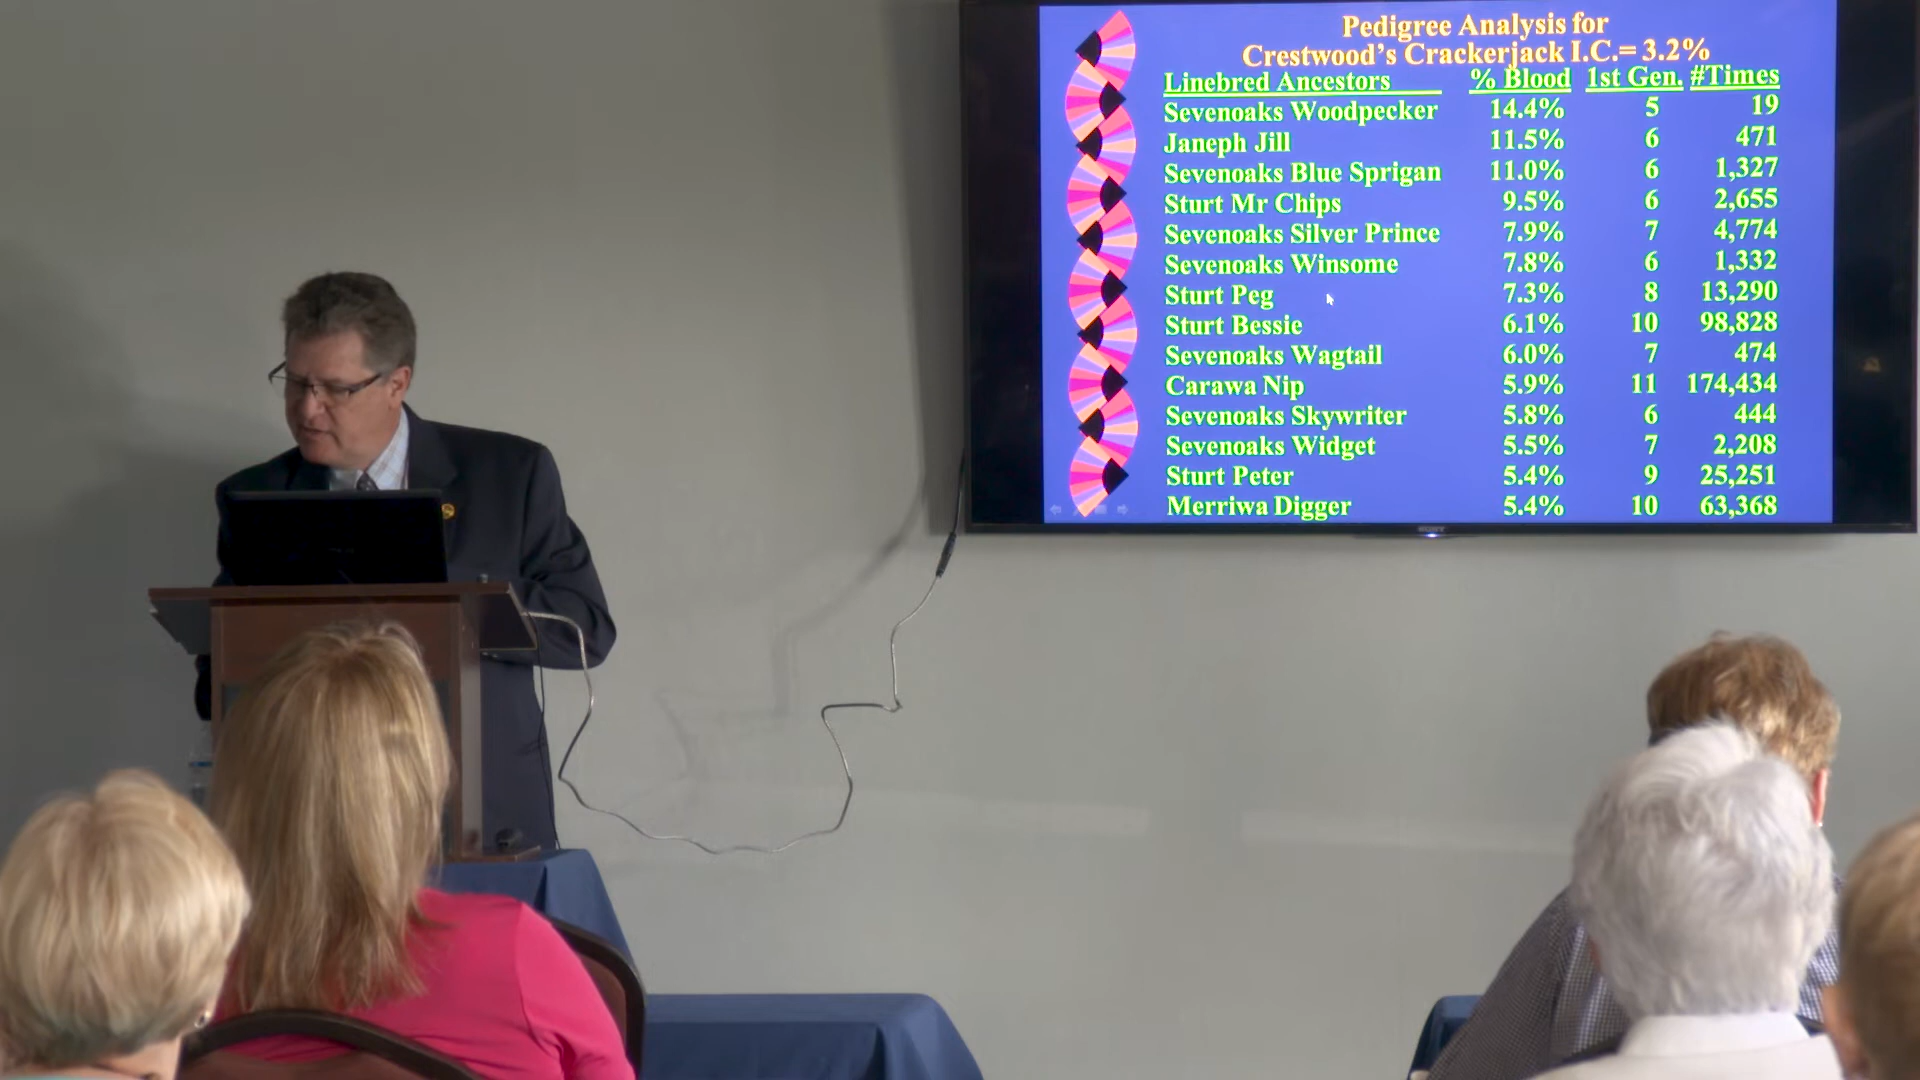 Pedigree Analysis for
Crestwood's Crackerjack I.C.= 3.2%
Linebred Ancestors % Blood 1st Gen. #Times
Sevenoaks Woodpecker 14.4% 5 19
Janeph Jill 11.5% 6 471
Sevenoaks Blue Sprigan 11.0% 6 1,327
Sturt Mr Chips 9.5% 6 2,655
Sevenoaks Silver Prince 7.9% 7 4,774
Sevenoaks Winsome 7.8% 6 1,332
Sturt Peg 7.3% 8 13,290
Sturt Bessie 6.1% 10 98,828
Sevenoaks Wagtail 6.0% 7 474
Carawa Nip 5.9% 11 174,434
Sevenoaks Skywriter 5.8% 6 444
Sevenoaks Widget 5.5% 7 2,208
Sturt Peter 5.4% 9 25,251
Merriwa Digger 5.4% 10 63,368
SONY